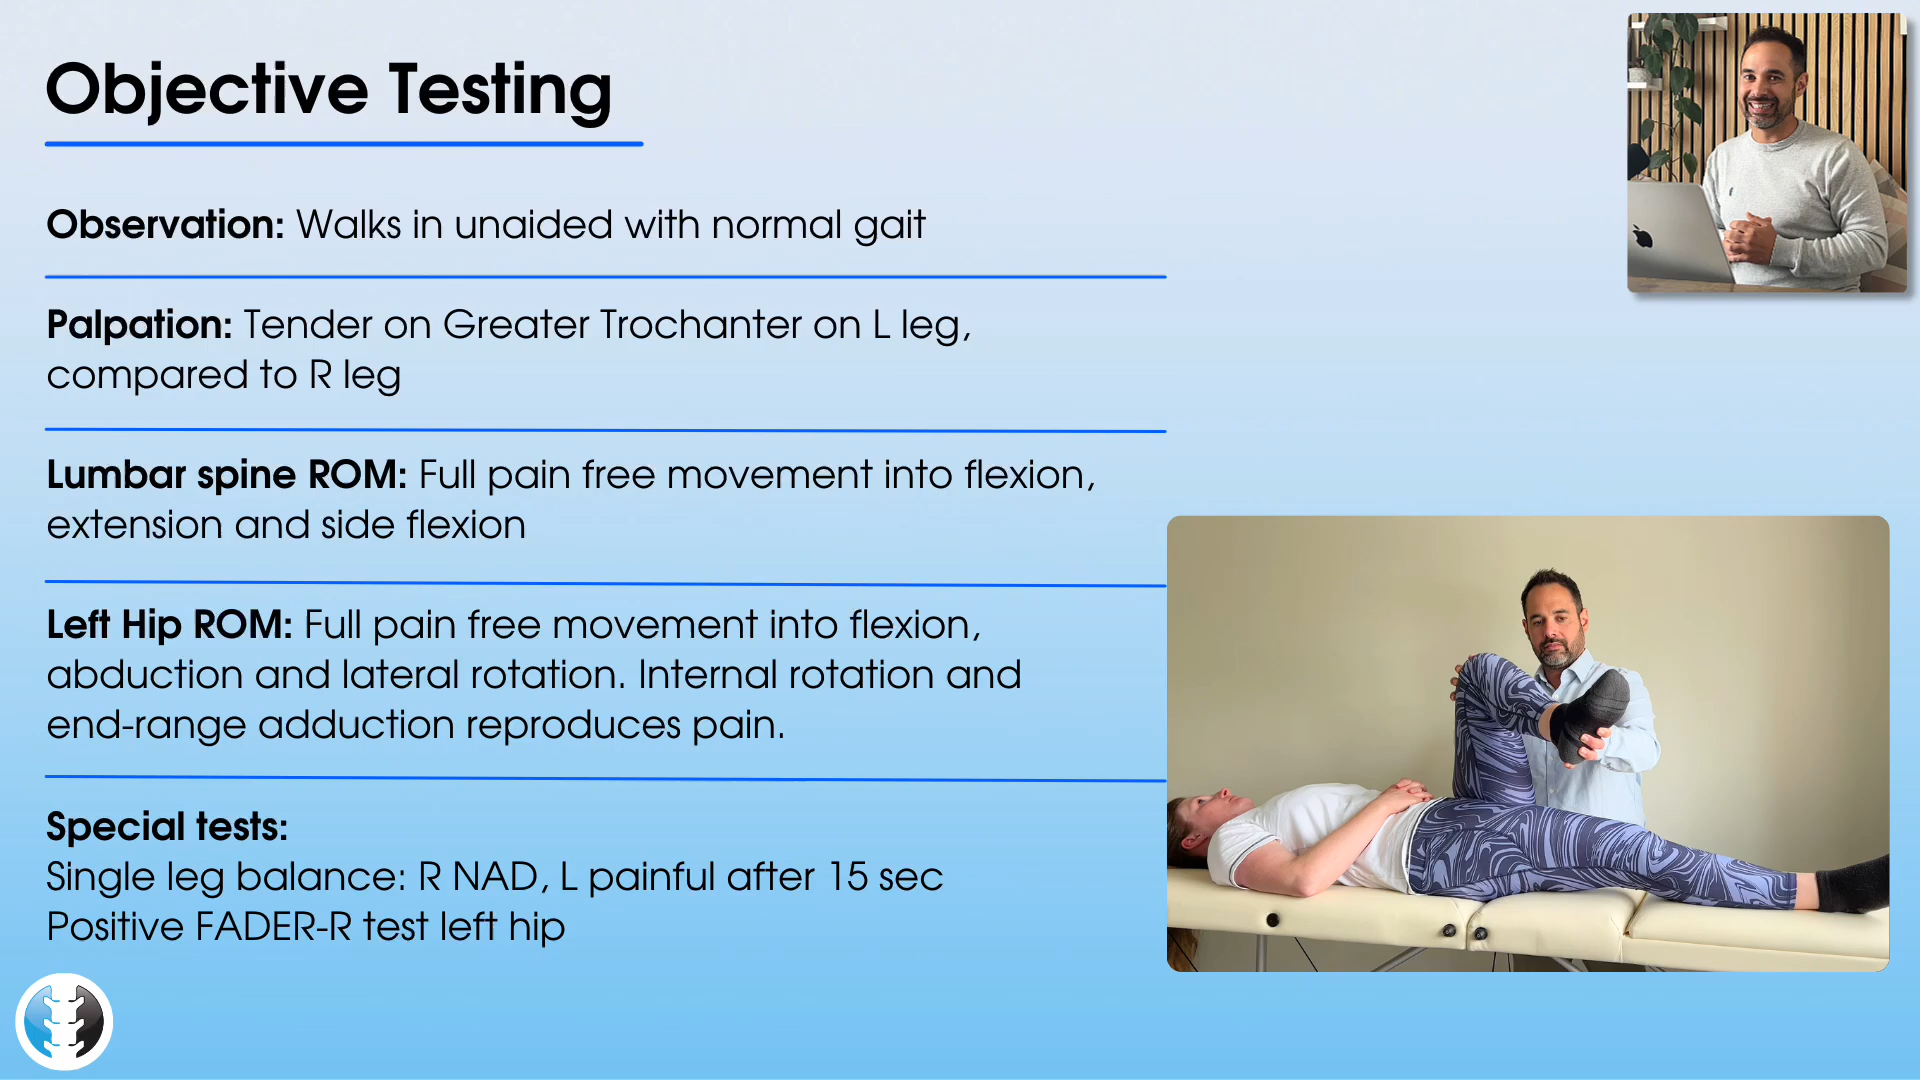 Objective Testing
Observation: Walks in unaided with normal gait
Palpation: Tender on Greater Trochanter on L leg,
compared to R leg
Lumbar spine ROM: Full pain free movement into flexion,
extension and side flexion
Left Hip ROM: Full pain free movement into flexion,
abduction and lateral rotation. Internal rotation and
end-range adduction reproduces pain.
Special tests:
Single leg balance: R NAD, L painful after 15 sec
Positive FADER-R test left hip